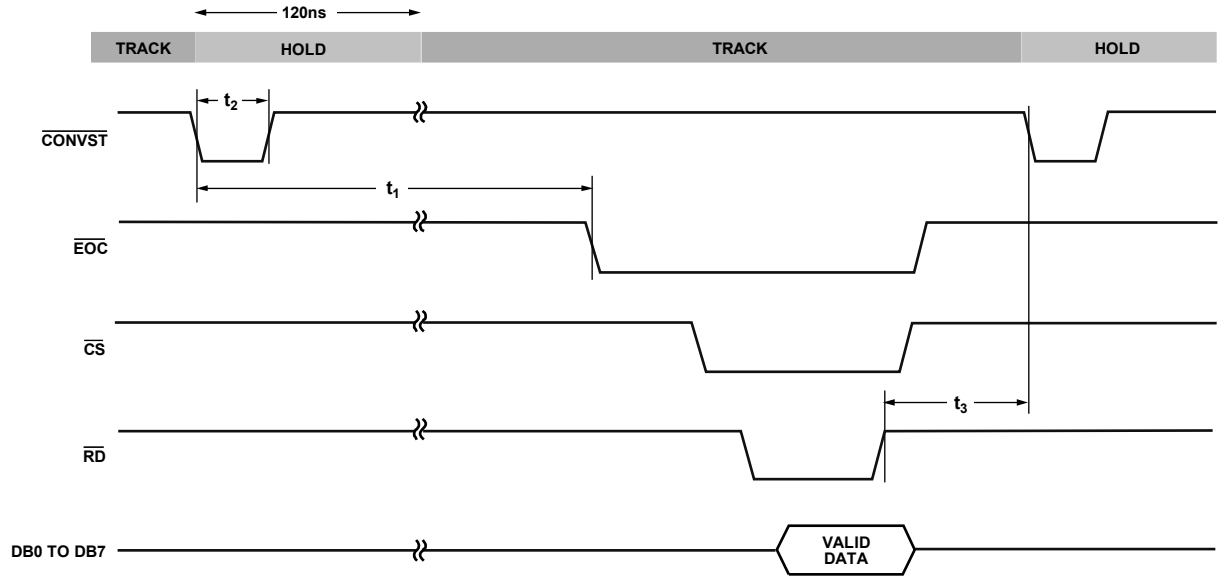 120ns
TRACK HOLD TRACK HOLD
t2
CONVST
t1
EOC
CS
t3
RD
DB0 TO DB7
VALID
DATA